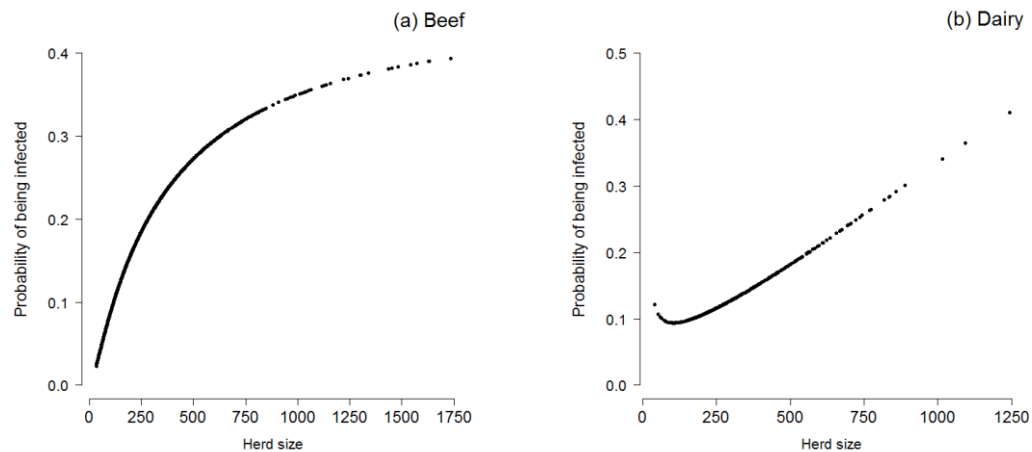 (a) Beef
0.4
0.3
0.2
0.1
0.0
Probability of being infected
0 250 500 750 1000 1250 1500 1750
Herd size
(b) Dairy
0.5
0.4
0.3
0.2
0.1
0.0
Probability of being infected
0 250 500 750 1000 1250
Herd size